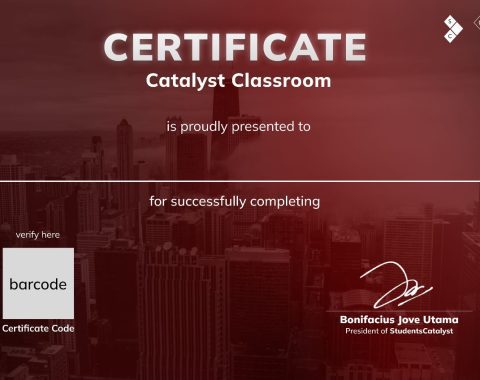 CERTIFICATE
S
C
Catalyst Classroom
is proudly presented to
for successfully completing
verify here
barcode
Certificate Code
Bonifacius Jove Utama
President of StudentsCatalyst